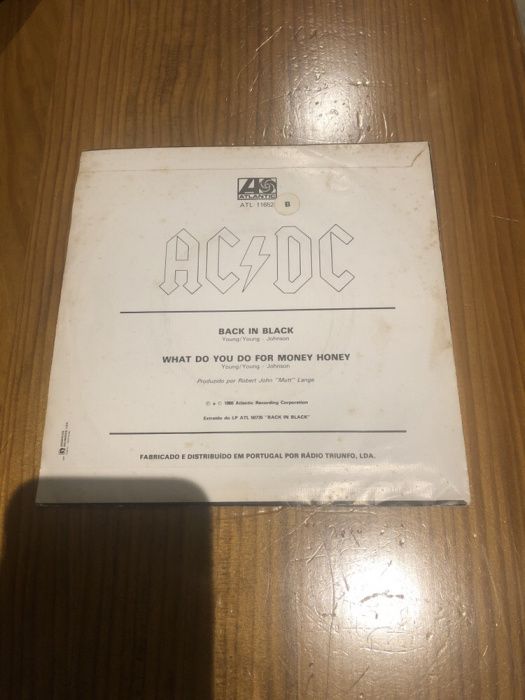 ATLANTIC
ATL 11652
B
AC DC
BACK IN BLACK
Young/Young - Johnson
WHAT DO YOU DO FOR MONEY HONEY
Young/Young - Johnson
Produzido por Robert John "Mutt" Lange
Atlantic Recording Corporation
Extraído do LP ATL 50735 "BACK IN BLACK"
FABRICADO E DISTRIBUÍDO EM PORTUGAL POR RÁDIO TRIUNFO, LDA.